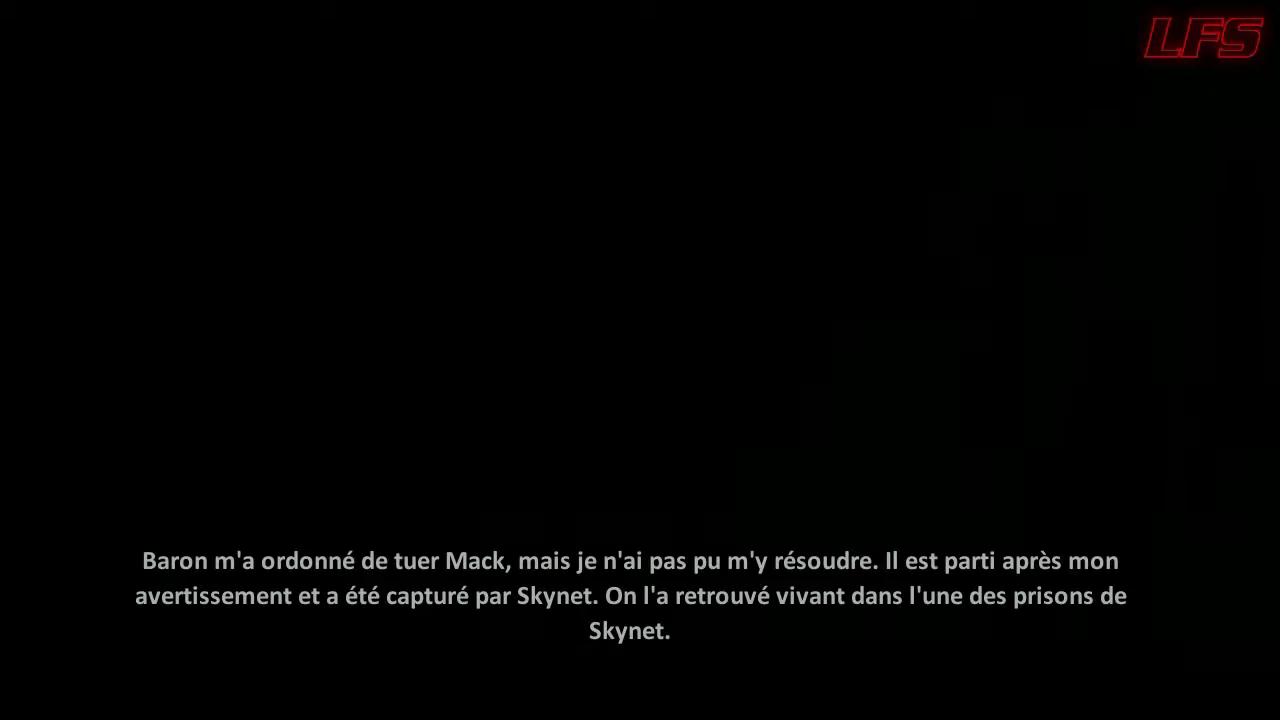 LFS
Baron m'a ordonné de tuer Mack, mais je n'ai pas pu m'y résoudre. Il est parti après mon
avertissement et a été capturé par Skynet. On l'a retrouvé vivant dans l'une des prisons de
Skynet.